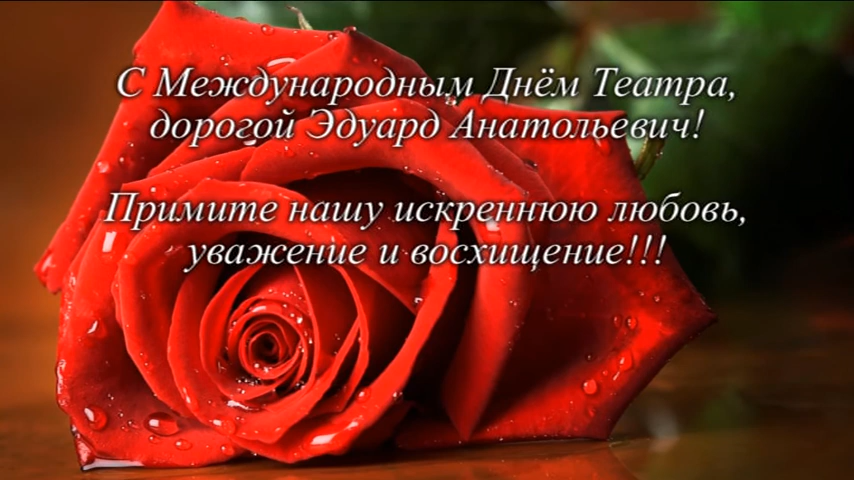 С Международным Днём Театра,
дорогой Эдуард Анатольевич!
Примите нашу искреннюю любовь,
уважение и восхищение!!!